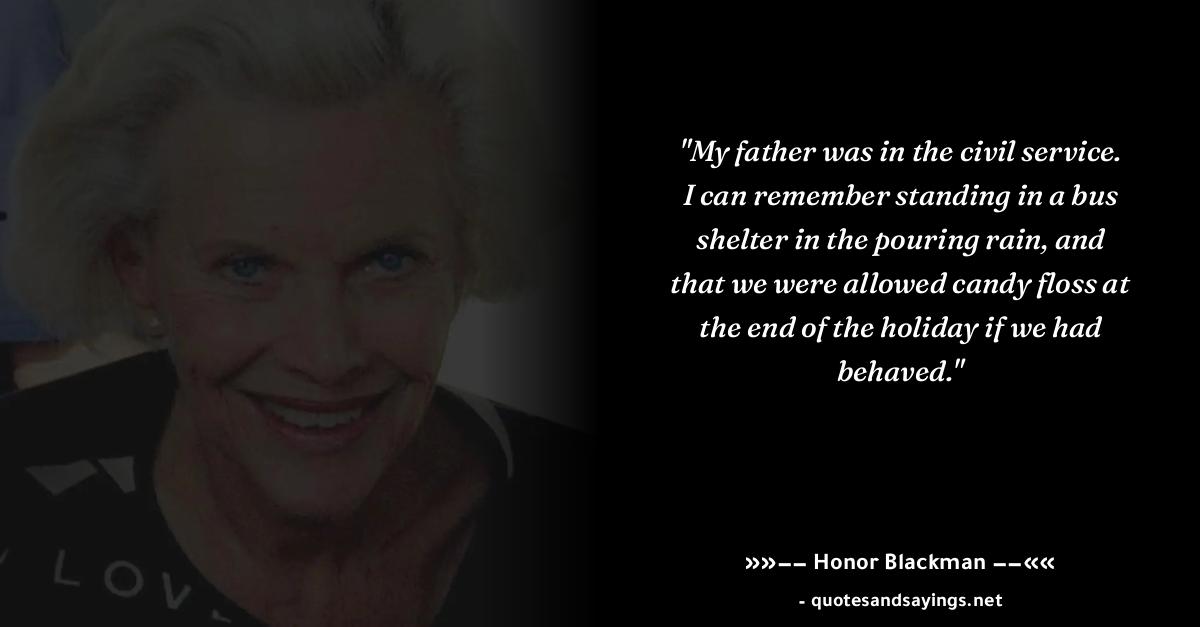 "My father was in the civil service.
I can remember standing in a bus
shelter in the pouring rain, and
that we were allowed candy floss at
the end of the holiday if we had
behaved."
»»−− Honor Blackman −−««
- quotesandsayings.net
LOV